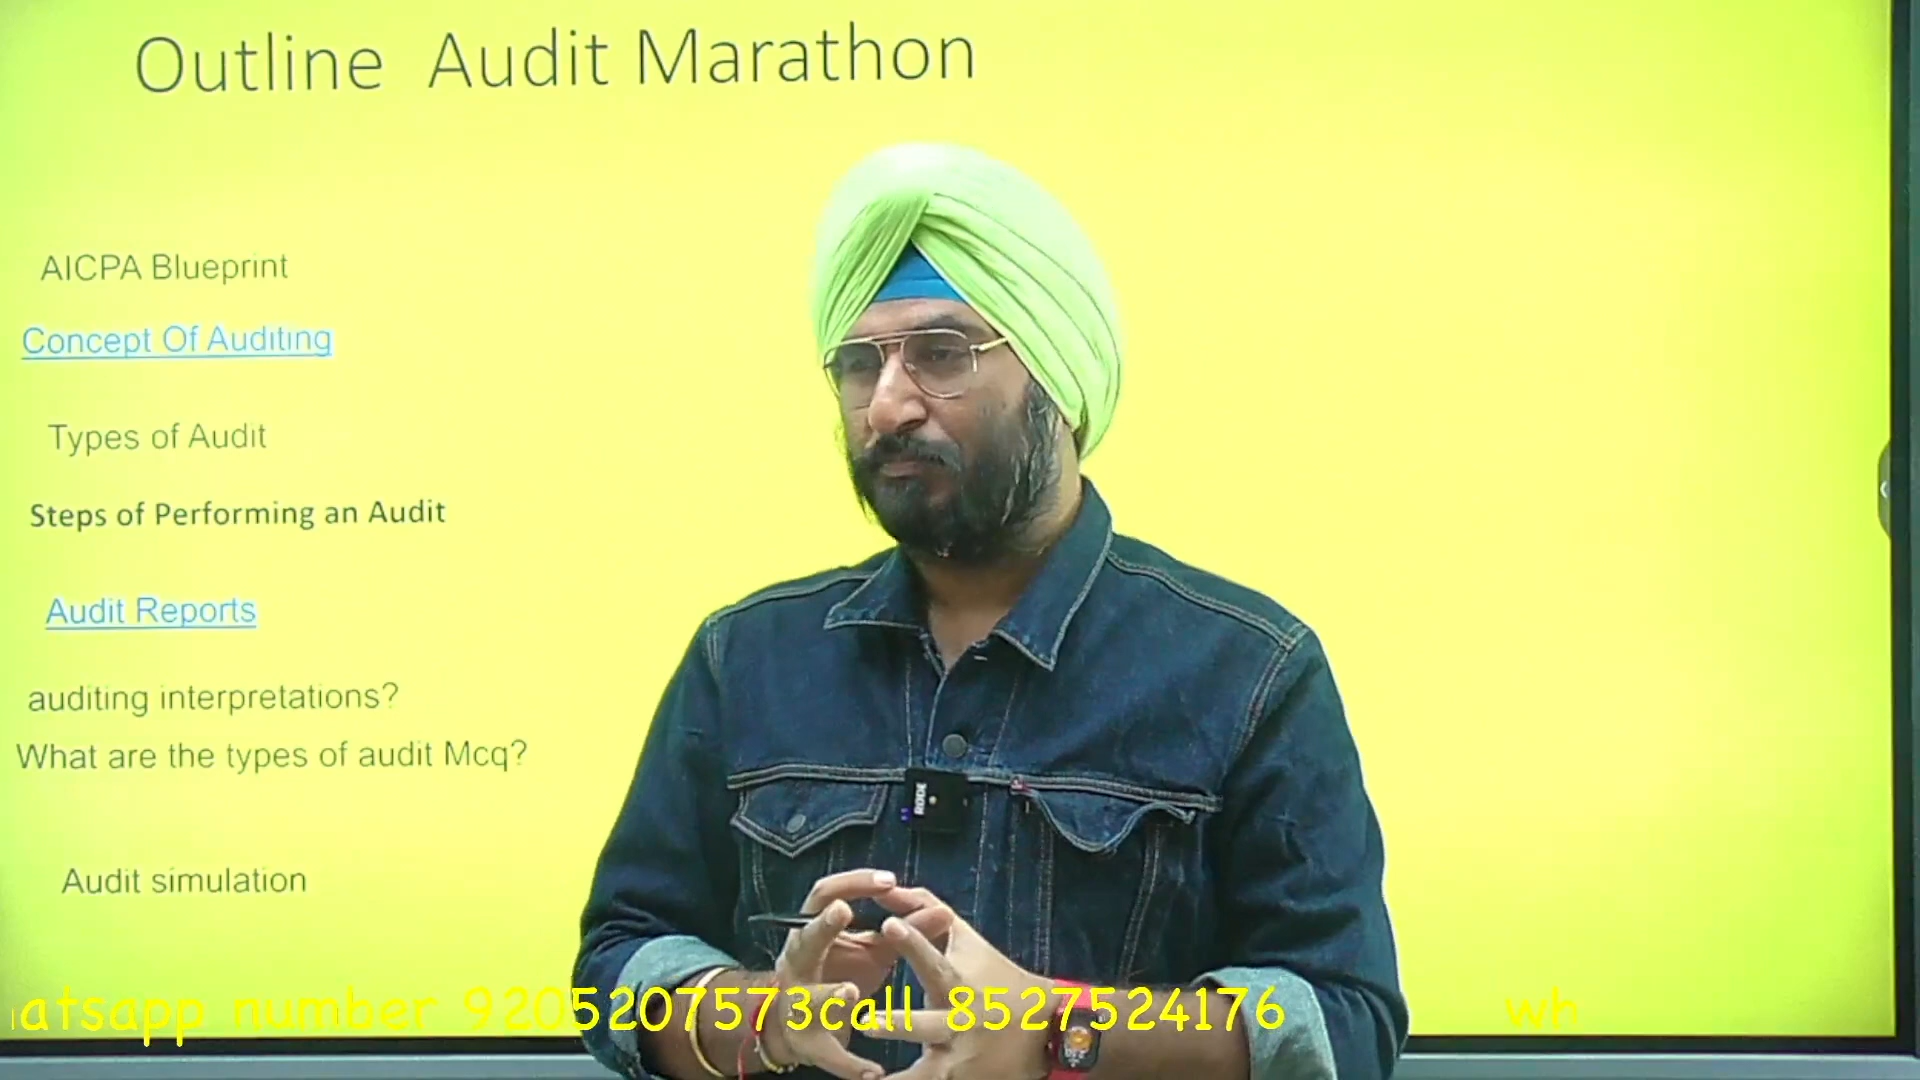 Outline Audit Marathon
AICPA Blueprint
Concept Of Auditing
Types of Audit
Steps of Performing an Audit
Audit Reports
auditing interpretations?
What are the types of audit Mcq?
Audit simulation
RODE
atsapp number 9205207573call 8527524176 wh